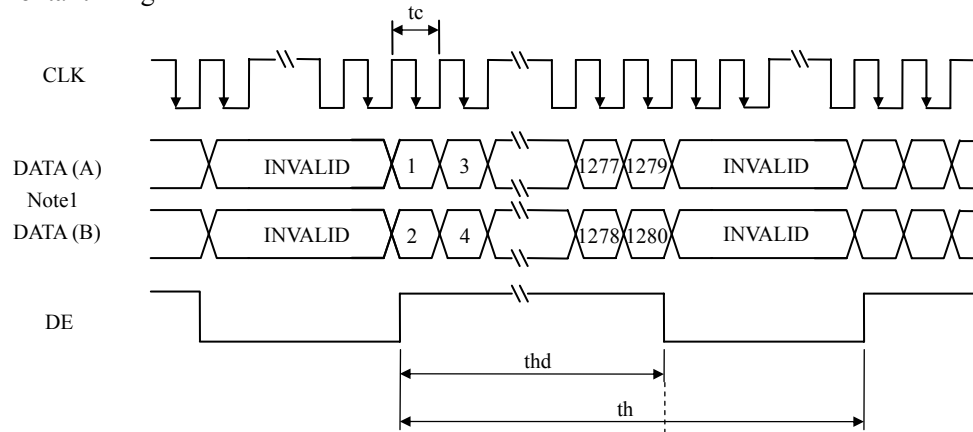 tc
CLK
INVALID 1 3 1277 1279 INVALID
DATA (A)
Note1
DATA (B)
INVALID 2 4 1278 1280 INVALID
DE
thd
th